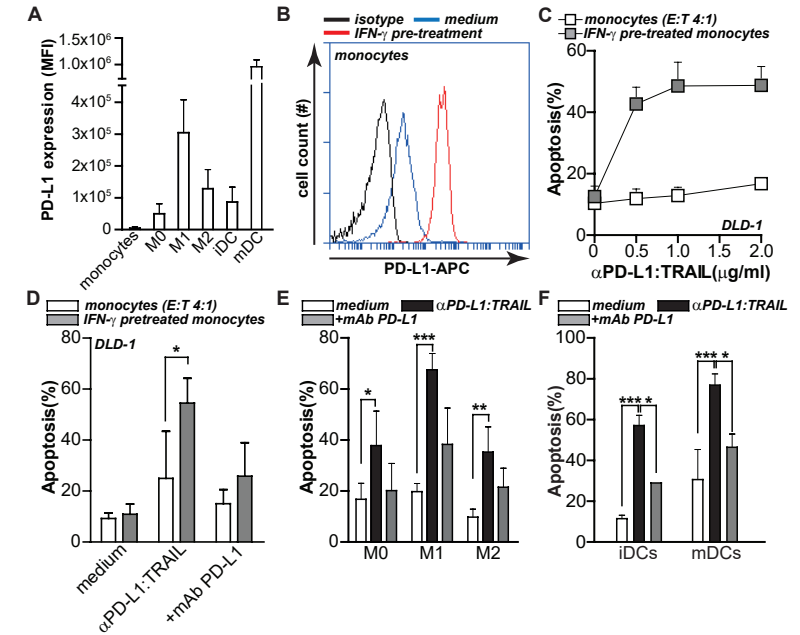 A
PD-L1 expression (MFI)
1.5x10⁶
1.0x10⁶
4x10⁵
3x10⁵
2x10⁵
1x10⁵
0
monocytes
M0
M1
M2
iDC
mDC
B
isotype
medium
IFN-γ pre-treatment
monocytes
cell count (#)
PD-L1-APC
C
monocytes (E:T 4:1)
IFN-γ pre-treated monocytes
Apoptosis(%)
60
40
20
0
DLD-1
0
0.5
1.0
1.5
2.0
αPD-L1:TRAIL(μg/ml)
D
monocytes (E:T 4:1)
IFN-γ pretreated monocytes
DLD-1
Apoptosis(%)
80
60
40
20
0
*
medium
αPD-L1:TRAIL
+mAb PD-L1
E
medium
αPD-L1:TRAIL
+mAb PD-L1
Apoptosis(%)
80
60
40
20
0
*
***
**
M0
M1
M2
F
medium
αPD-L1:TRAIL
+mAb PD-L1
Apoptosis(%)
100
80
60
40
20
0
*** *
*** *
iDCs
mDCs